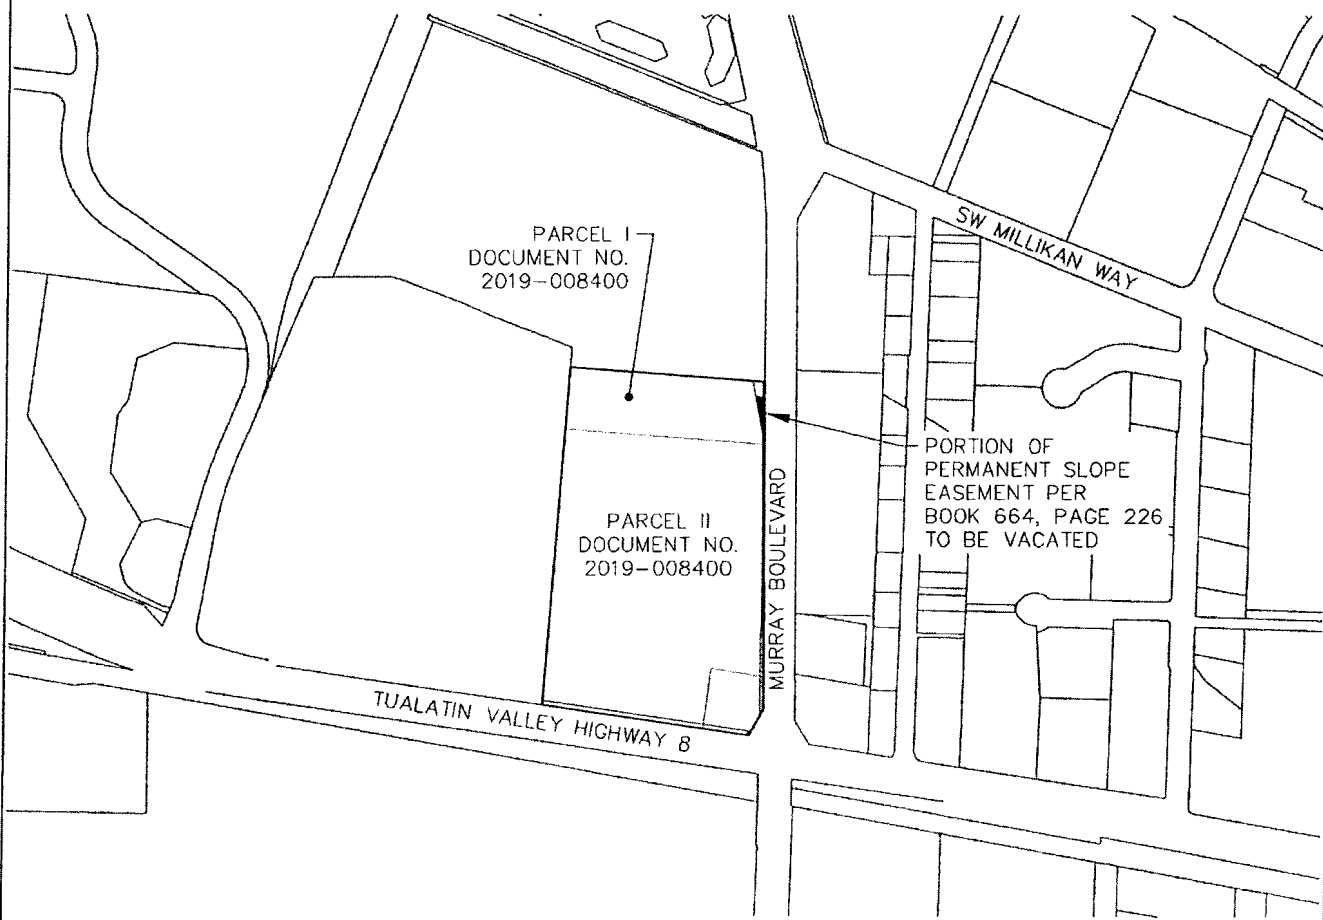 SW MILLIKAN WAY
PARCEL I
DOCUMENT NO.
2019-008400
PORTION OF
PERMANENT SLOPE
EASEMENT PER
BOOK 664, PAGE 226
TO BE VACATED
PARCEL II
DOCUMENT NO.
2019-008400
MURRAY BOULEVARD
TUALATIN VALLEY HIGHWAY 8